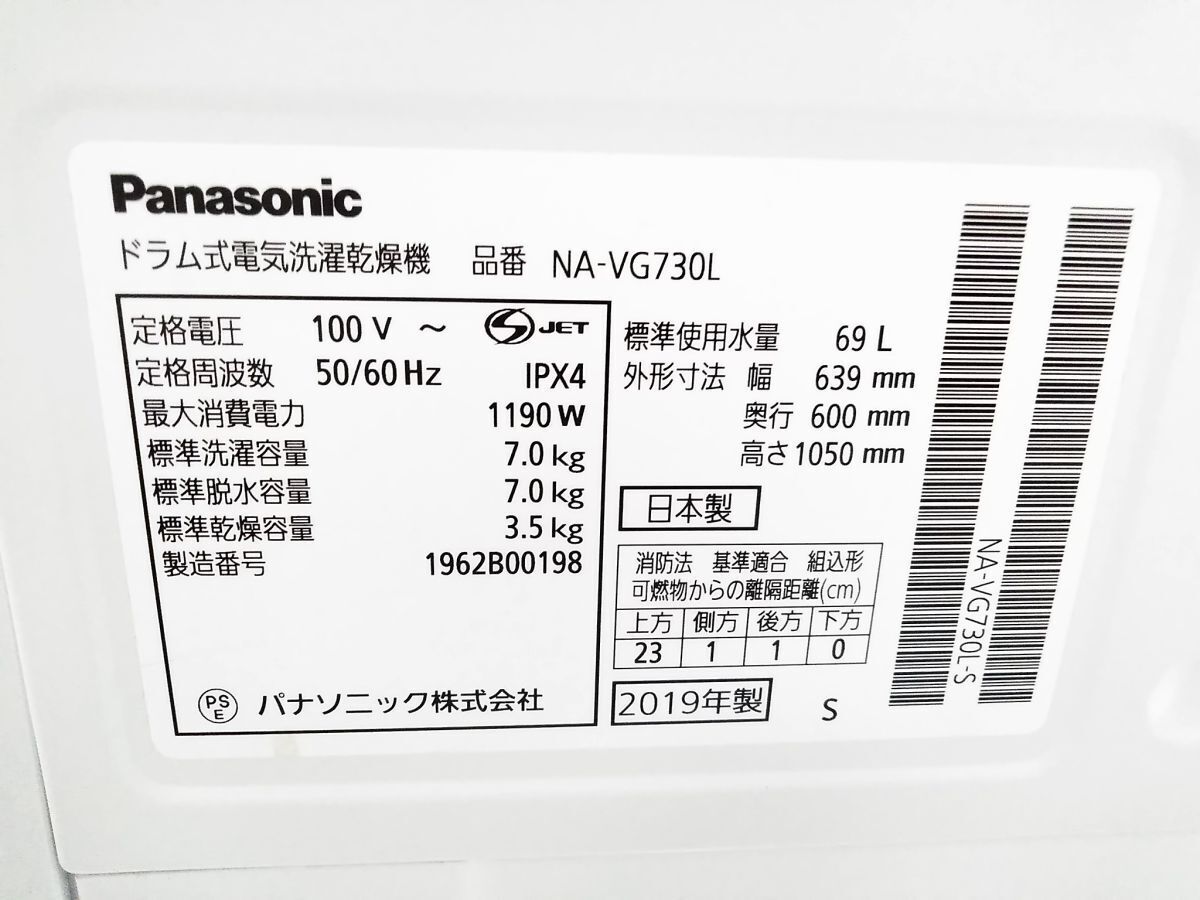 Panasonic
ドラム式電気洗濯乾燥機 品番 NA-VG730L
定格電圧 100 V ～ S JET
定格周波数 50/60 Hz IPX4
最大消費電力 1190 W
標準洗濯容量 7.0 kg
標準脱水容量 7.0 kg
標準乾燥容量 3.5 kg
製造番号 1962B00198
PS E パナソニック株式会社
標準使用水量 69 L
外形寸法 幅 639 mm
奥行 600 mm
高さ 1050 mm
日本製
消防法 基準適合 組込形
可燃物からの離隔距離(cm)
上方 側方 後方 下方
23 1 1 0
2019年製 S
NA-VG730L-S